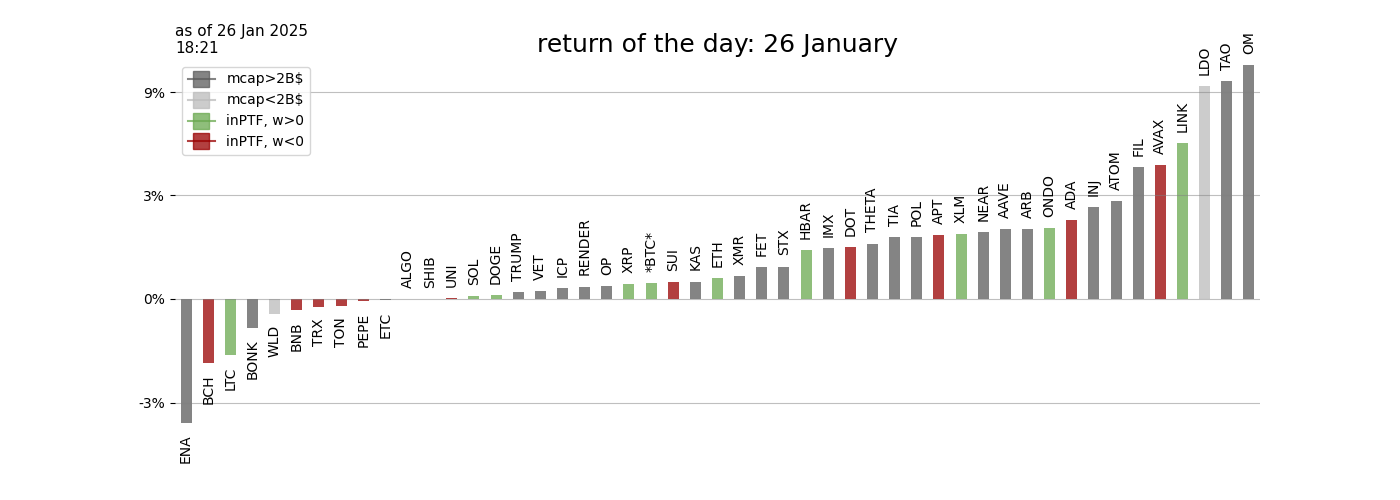 as of 26 Jan 2025
18:21
return of the day: 26 January
mcap>2B$
mcap<2B$
inPTF, w>0
inPTF, w<0
9%
3%
0%
-3%
ENA
BCH
LTC
BONK
WLD
BNB
TRX
TON
PEPE
ETC
ALGO
SHIB
UNI
SOL
DOGE
TRUMP
VET
ICP
RENDER
OP
XRP
*BTC*
SUI
KAS
ETH
XMR
FET
STX
HBAR
IMX
DOT
THETA
TIA
POL
APT
XLM
NEAR
AAVE
ARB
ONDO
ADA
INJ
ATOM
FIL
AVAX
LINK
LDO
TAO
OM